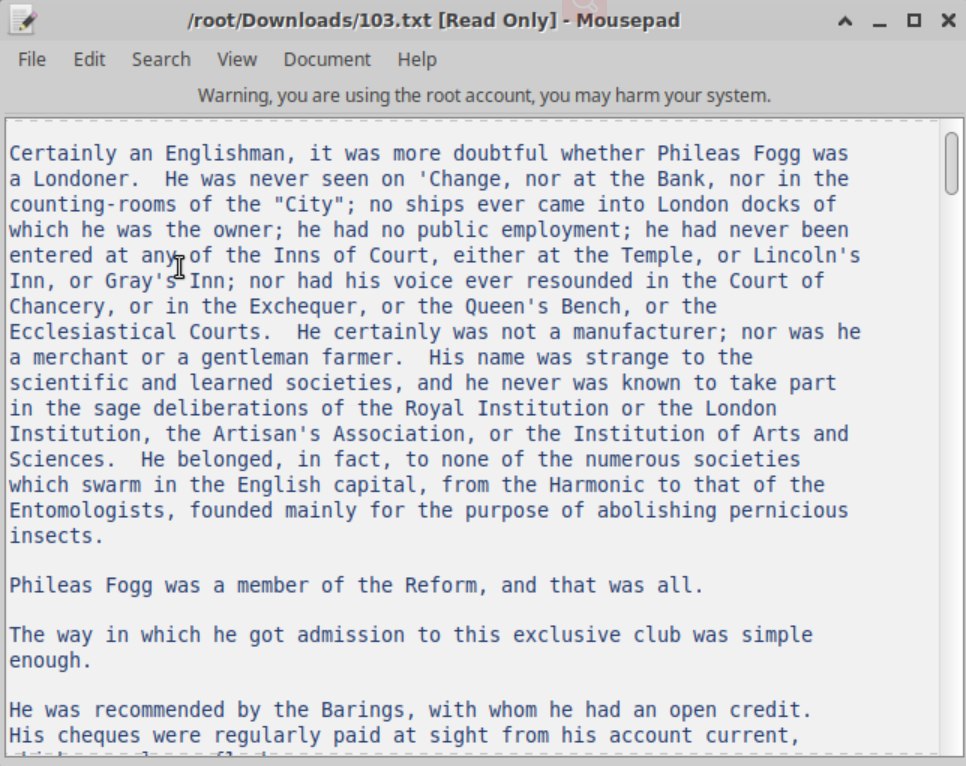 /root/Downloads/103.txt [Read Only] - Mousepad
File Edit Search View Document Help
Warning, you are using the root account, you may harm your system.
Certainly an Englishman, it was more doubtful whether Phileas Fogg was
a Londoner.  He was never seen on 'Change, nor at the Bank, nor in the
counting-rooms of the "City"; no ships ever came into London docks of
which he was the owner; he had no public employment; he had never been
entered at any of the Inns of Court, either at the Temple, or Lincoln's
Inn, or Gray's Inn; nor had his voice ever resounded in the Court of
Chancery, or in the Exchequer, or the Queen's Bench, or the
Ecclesiastical Courts.  He certainly was not a manufacturer; nor was he
a merchant or a gentleman farmer.  His name was strange to the
scientific and learned societies, and he never was known to take part
in the sage deliberations of the Royal Institution or the London
Institution, the Artisan's Association, or the Institution of Arts and
Sciences.  He belonged, in fact, to none of the numerous societies
which swarm in the English capital, from the Harmonic to that of the
Entomologists, founded mainly for the purpose of abolishing pernicious
insects.
Phileas Fogg was a member of the Reform, and that was all.
The way in which he got admission to this exclusive club was simple
enough.
He was recommended by the Barings, with whom he had an open credit.
His cheques were regularly paid at sight from his account current,